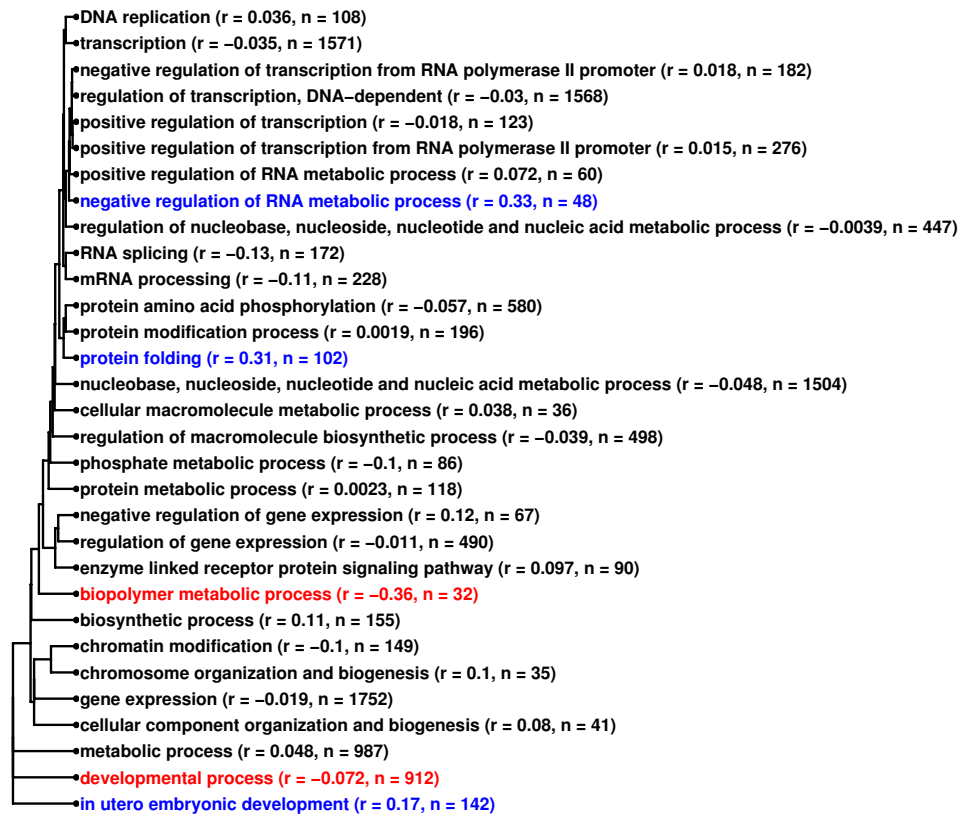 DNA replication (r = 0.036, n = 108)
transcription (r = −0.035, n = 1571)
negative regulation of transcription from RNA polymerase II promoter (r = 0.018, n = 182)
regulation of transcription, DNA−dependent (r = −0.03, n = 1568)
positive regulation of transcription (r = −0.018, n = 123)
positive regulation of transcription from RNA polymerase II promoter (r = 0.015, n = 276)
positive regulation of RNA metabolic process (r = 0.072, n = 60)
negative regulation of RNA metabolic process (r = 0.33, n = 48)
regulation of nucleobase, nucleoside, nucleotide and nucleic acid metabolic process (r = −0.0039, n = 447)
RNA splicing (r = −0.13, n = 172)
mRNA processing (r = −0.11, n = 228)
protein amino acid phosphorylation (r = −0.057, n = 580)
protein modification process (r = 0.0019, n = 196)
protein folding (r = 0.31, n = 102)
nucleobase, nucleoside, nucleotide and nucleic acid metabolic process (r = −0.048, n = 1504)
cellular macromolecule metabolic process (r = 0.038, n = 36)
regulation of macromolecule biosynthetic process (r = −0.039, n = 498)
phosphate metabolic process (r = −0.1, n = 86)
protein metabolic process (r = 0.0023, n = 118)
negative regulation of gene expression (r = 0.12, n = 67)
regulation of gene expression (r = −0.011, n = 490)
enzyme linked receptor protein signaling pathway (r = 0.097, n = 90)
biopolymer metabolic process (r = −0.36, n = 32)
biosynthetic process (r = 0.11, n = 155)
chromatin modification (r = −0.1, n = 149)
chromosome organization and biogenesis (r = 0.1, n = 35)
gene expression (r = −0.019, n = 1752)
cellular component organization and biogenesis (r = 0.08, n = 41)
metabolic process (r = 0.048, n = 987)
developmental process (r = −0.072, n = 912)
in utero embryonic development (r = 0.17, n = 142)